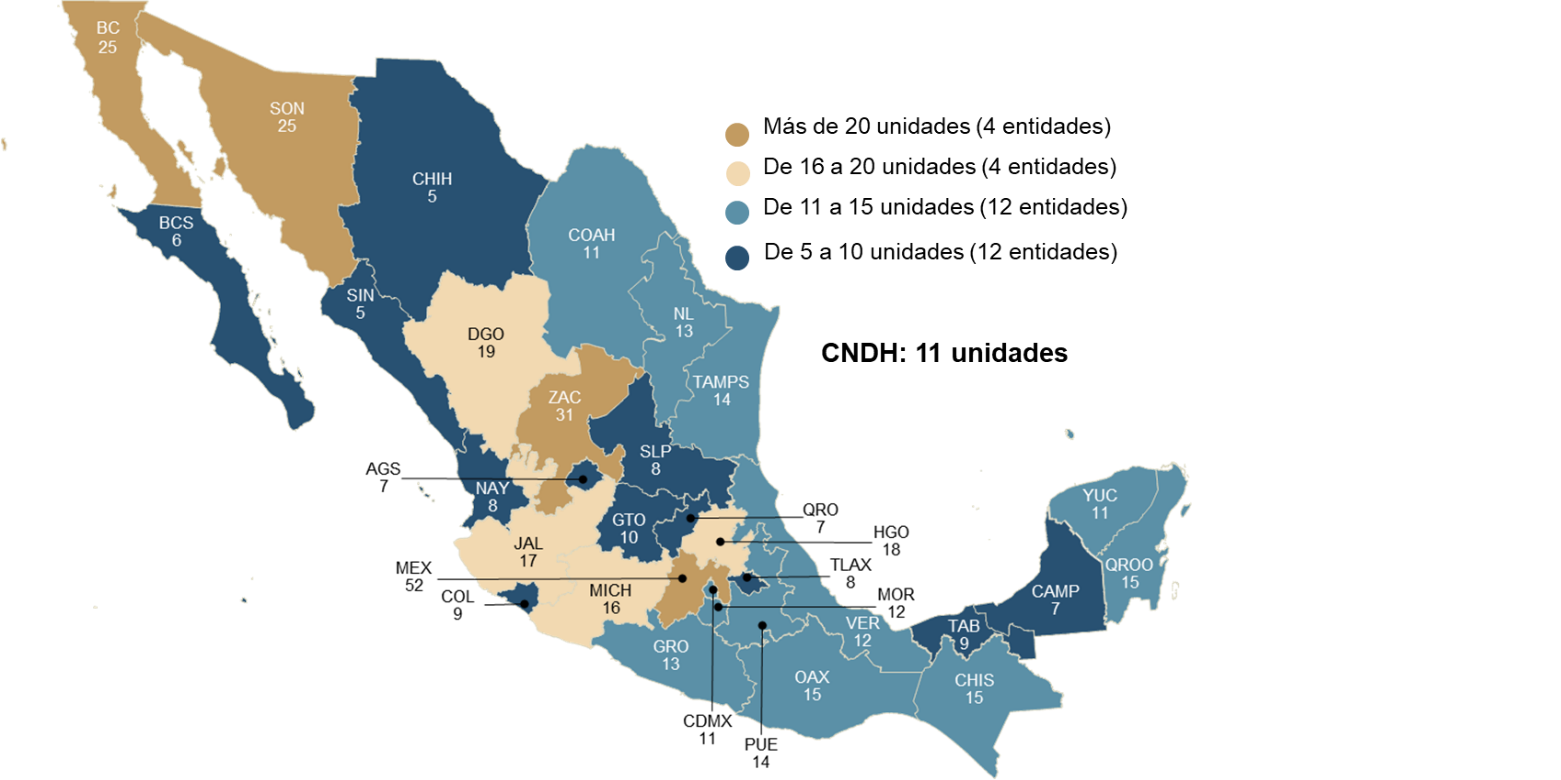 BC
25
SON
25
CHIH
5
BCS
6
COAH
11
SIN
5
NL
13
DGO
19
TAMPS
14
ZAC
31
SLP
8
AGS
7
NAY
8
GTO
10
QRO
7
HGO
18
JAL
17
MEX
52
TLAX
8
COL
9
MICH
16
MOR
12
VER
12
GRO
13
OAX
15
CDMX
11
PUE
14
TAB
9
CHIS
15
CAMP
7
YUC
11
QROO
15
Más de 20 unidades (4 entidades)
De 16 a 20 unidades (4 entidades)
De 11 a 15 unidades (12 entidades)
De 5 a 10 unidades (12 entidades)
CNDH: 11 unidades